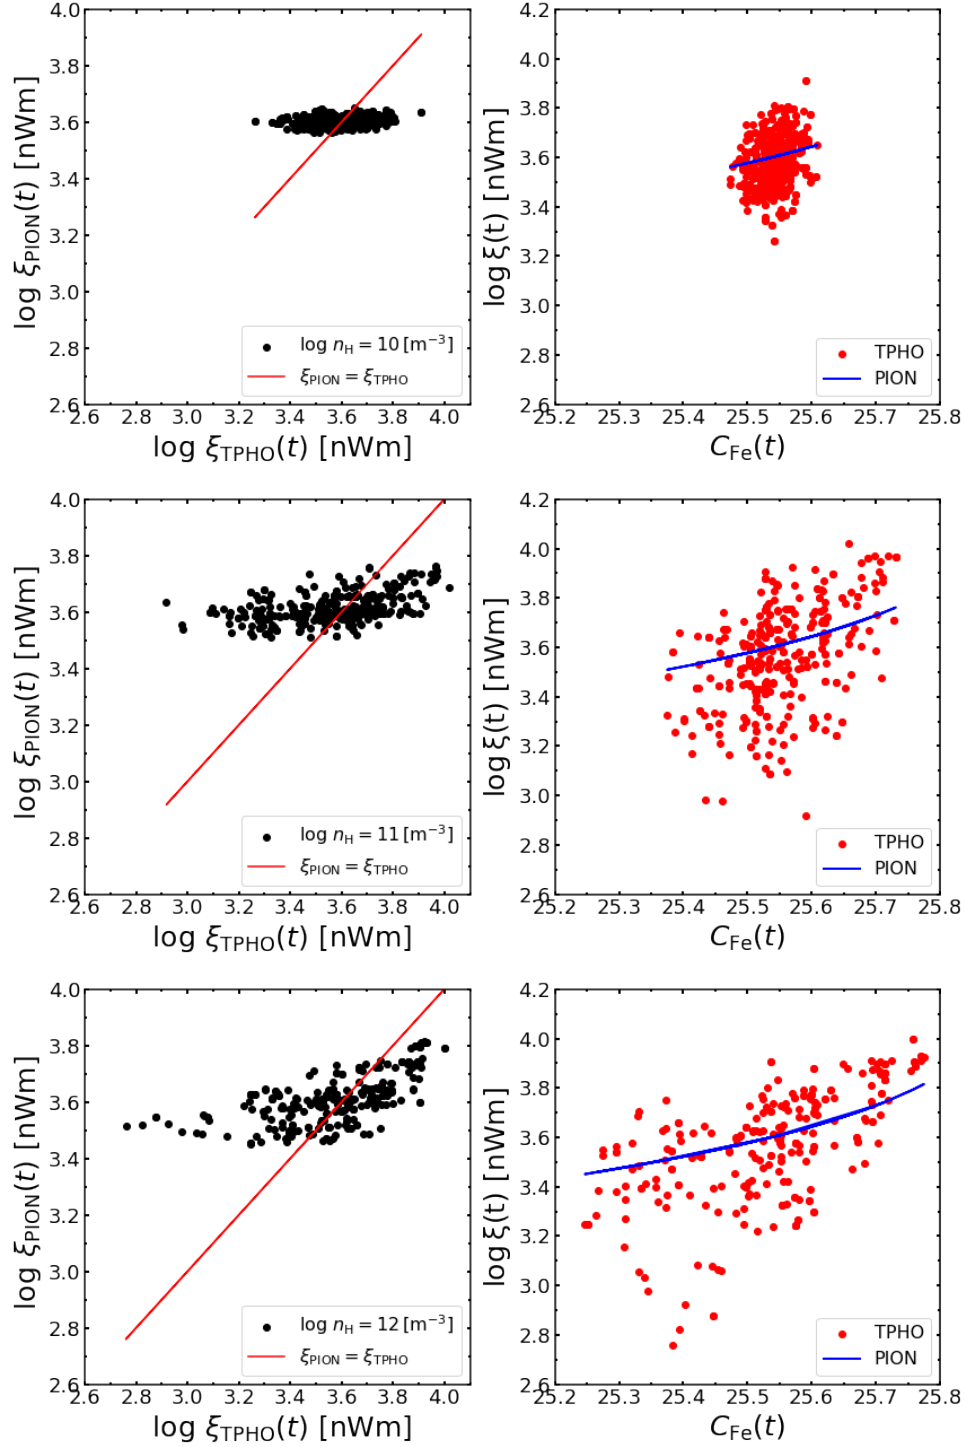 4.0
3.8
3.6
3.4
3.2
3.0
2.8
2.6
log ξPION(t) [nWm]
log nH = 10 [m⁻³]
ξPION = ξTPHO
2.6 2.8 3.0 3.2 3.4 3.6 3.8 4.0
log ξTPHO(t) [nWm]
4.2
4.0
3.8
3.6
3.4
3.2
3.0
2.8
2.6
log ξ(t) [nWm]
TPHO
PION
25.2 25.3 25.4 25.5 25.6 25.7 25.8
CFe(t)
4.0
3.8
3.6
3.4
3.2
3.0
2.8
2.6
log ξPION(t) [nWm]
log nH = 11 [m⁻³]
ξPION = ξTPHO
2.6 2.8 3.0 3.2 3.4 3.6 3.8 4.0
log ξTPHO(t) [nWm]
4.2
4.0
3.8
3.6
3.4
3.2
3.0
2.8
2.6
log ξ(t) [nWm]
TPHO
PION
25.2 25.3 25.4 25.5 25.6 25.7 25.8
CFe(t)
4.0
3.8
3.6
3.4
3.2
3.0
2.8
2.6
log ξPION(t) [nWm]
log nH = 12 [m⁻³]
ξPION = ξTPHO
2.6 2.8 3.0 3.2 3.4 3.6 3.8 4.0
log ξTPHO(t) [nWm]
4.2
4.0
3.8
3.6
3.4
3.2
3.0
2.8
2.6
log ξ(t) [nWm]
TPHO
PION
25.2 25.3 25.4 25.5 25.6 25.7 25.8
CFe(t)